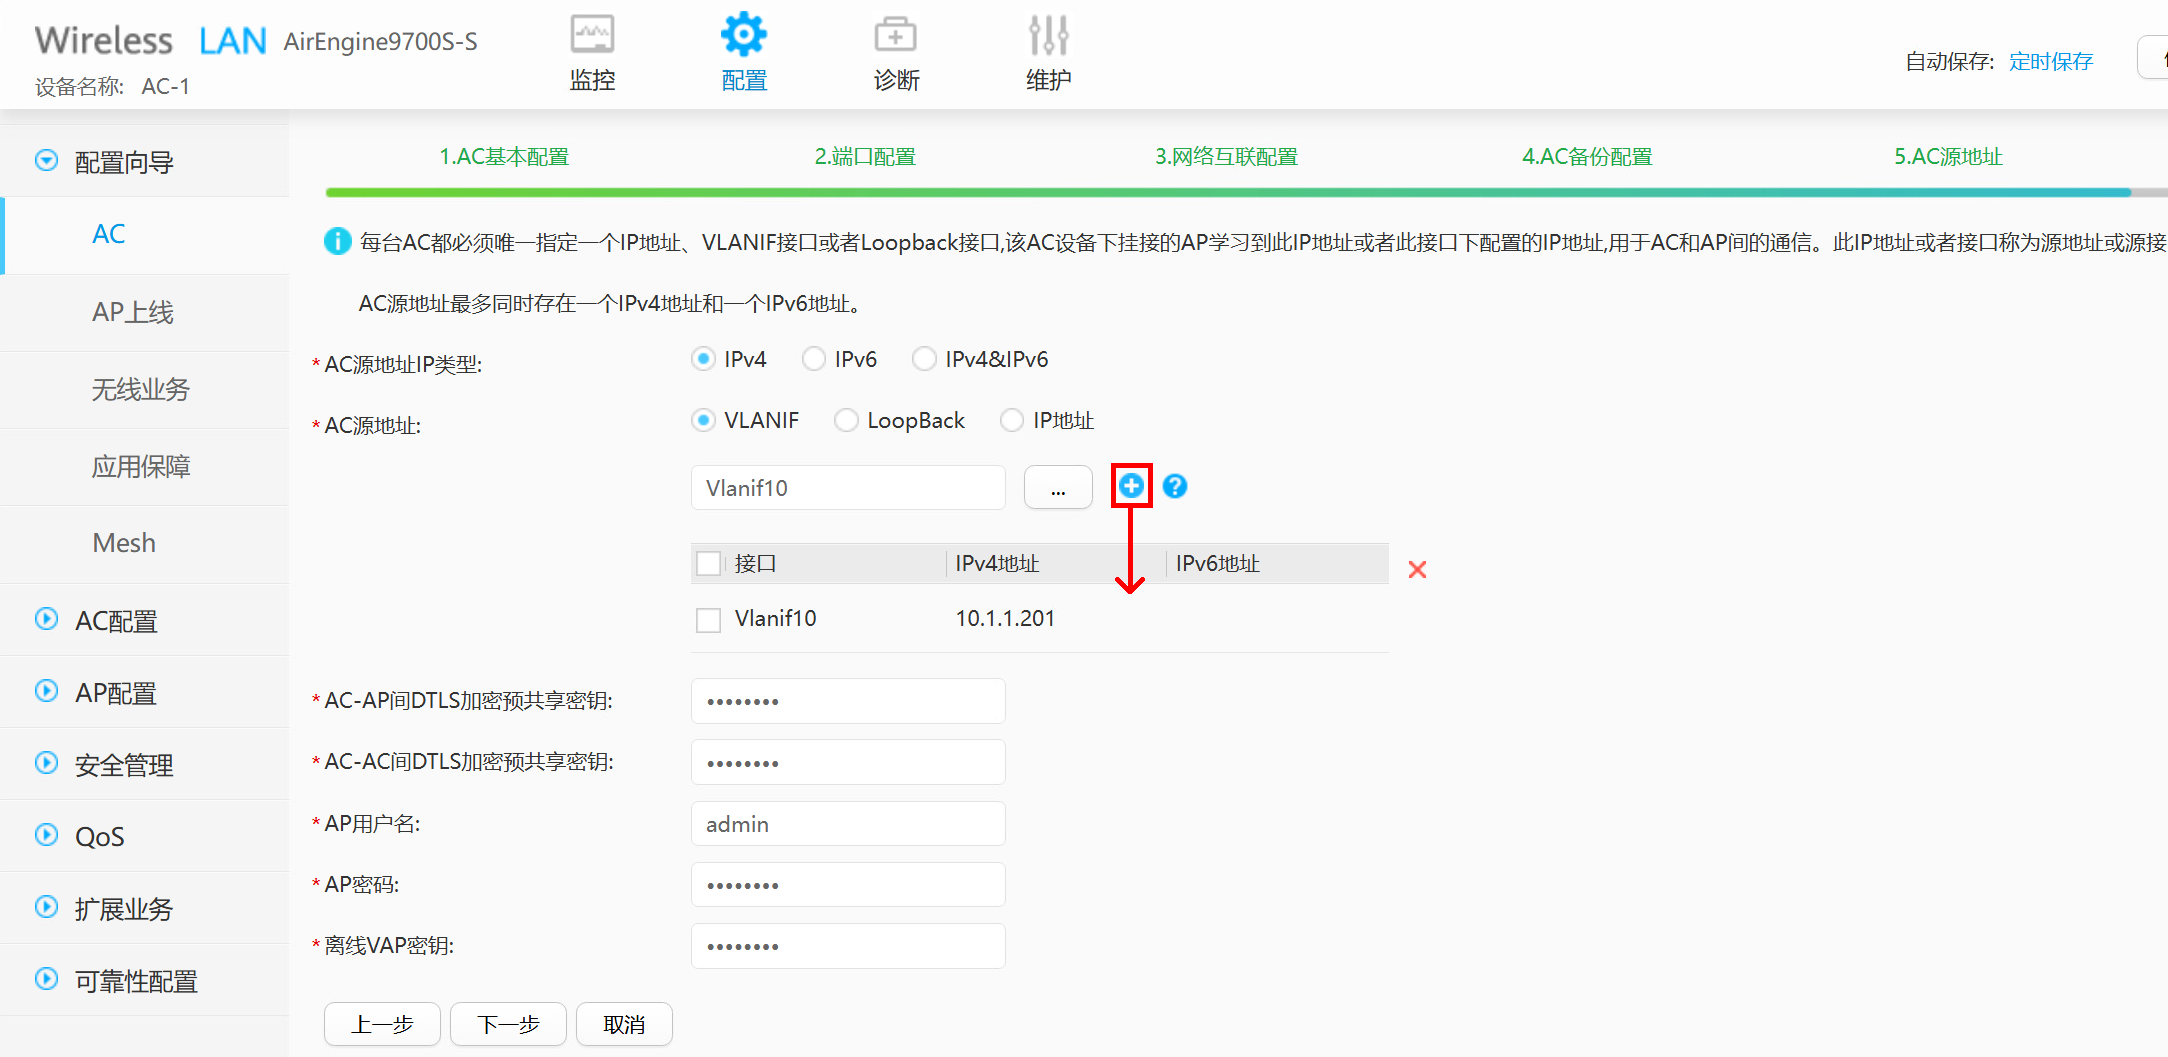 Wireless LAN AirEngine9700S-S
设备名称: AC-1
监控
配置
诊断
维护
自动保存: 定时保存
配置向导
AC
AP上线
无线业务
应用保障
Mesh
AC配置
AP配置
安全管理
QoS
扩展业务
可靠性配置
1.AC基本配置
2.端口配置
3.网络互联配置
4.AC备份配置
5.AC源地址
每台AC都必须唯一指定一个IP地址、VLANIF接口或者Loopback接口,该AC设备下挂接的AP学习到此IP地址或者此接口下配置的IP地址,用于AC和AP间的通信。此IP地址或者接口称为源地址或源接
AC源地址最多同时存在一个IPv4地址和一个IPv6地址。
*AC源地址IP类型: IPv4 IPv6 IPv4&IPv6
*AC源地址: VLANIF LoopBack IP地址
Vlanif10 ...
接口 IPv4地址 IPv6地址
Vlanif10 10.1.1.201
*AC-AP间DTLS加密预共享密钥: ••••••••
*AC-AC间DTLS加密预共享密钥: ••••••••
*AP用户名: admin
*AP密码: ••••••••
*离线VAP密钥: ••••••••
上一步 下一步 取消